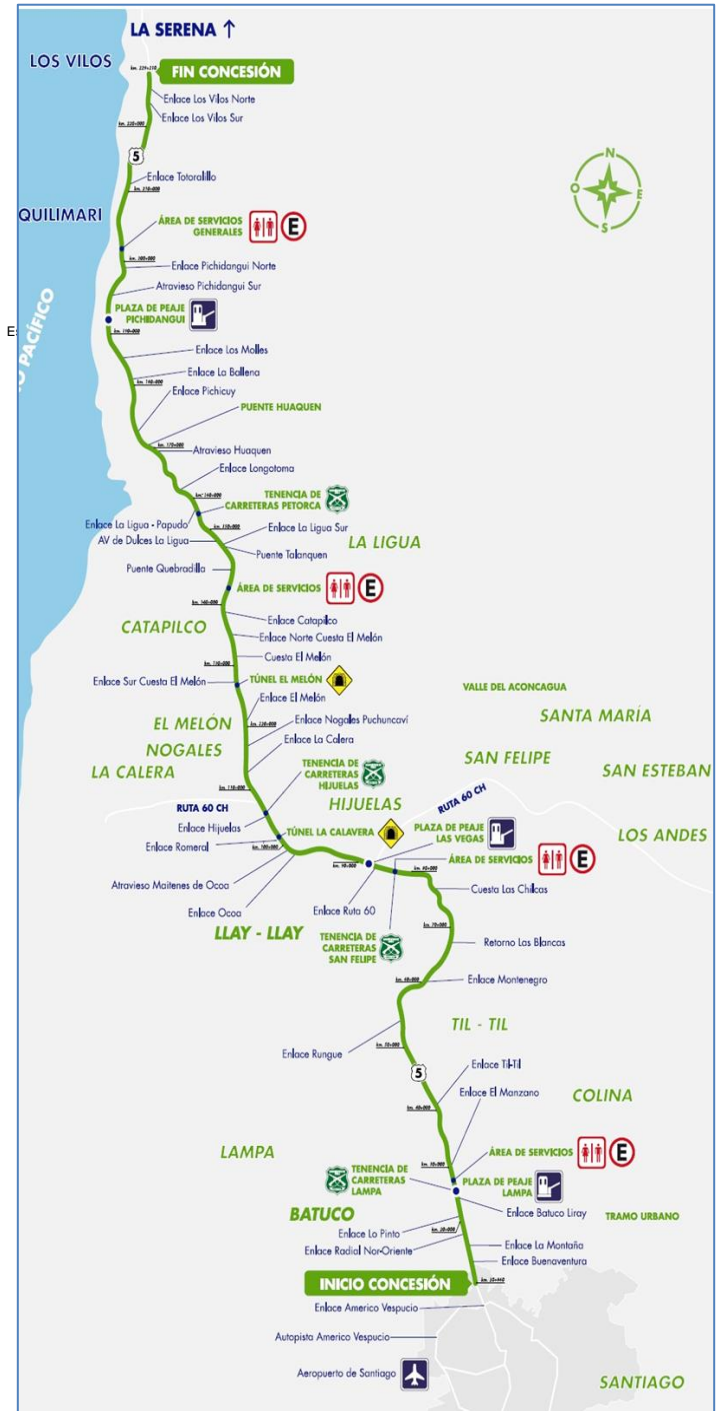 LA SERENA ↑
LOS VILOS
FIN CONCESIÓN
Enlace Los Vilos Norte
Enlace Los Vilos Sur
5
Enlace Totoralillo
QUILIMARI
ÁREA DE SERVICIOS
GENERALES
E
Enlace Pichidangui Norte
Atravieso Pichidangui Sur
PLAZA DE PEAJE
PICHIDANGUI
O PACÍFICO
N
O
E
S
Enlace Los Molles
Enlace La Ballena
Enlace Pichicuy
PUENTE HUAQUEN
Atravieso Huaquen
Enlace Longotoma
TENENCIA DE
CARRETERAS PETORCA
Enlace La Ligua - Papudo
AV de Dulces La Ligua
Enlace La Ligua Sur
LA LIGUA
Puente Talanquen
Puente Quebradilla
ÁREA DE SERVICIOS
E
Enlace Catapilco
CATAPILCO
Enlace Norte Cuesta El Melón
Cuesta El Melón
Enlace Sur Cuesta El Melón
TÚNEL EL MELÓN
Enlace El Melón
VALLE DEL ACONCAGUA
SANTA MARÍA
EL MELÓN
Enlace Nogales Puchuncaví
NOGALES
Enlace La Calera
LA CALERA
SAN FELIPE
SAN ESTEBAN
TENENCIA DE
CARRETERAS
HIJUELAS
HIJUELAS
RUTA 60 CH
RUTA 60 CH
Enlace Hijuelas
TÚNEL LA CALAVERA
PLAZA DE PEAJE
LAS VEGAS
LOS ANDES
Enlace Romeral
ÁREA DE SERVICIOS
E
Atravieso Maitenes de Ocoa
Cuesta Las Chilcas
Enlace Ocoa
Enlace Ruta 60
LLAY - LLAY
TENENCIA DE
CARRETERAS
SAN FELIPE
Retorno Las Blancas
Enlace Montenegro
TIL - TIL
Enlace Rungue
5
Enlace Til-Til
Enlace El Manzano
COLINA
LAMPA
ÁREA DE SERVICIOS
E
TENENCIA DE
CARRETERAS
LAMPA
PLAZA DE PEAJE
LAMPA
BATUCO
Enlace Batuco Liray
TRAMO URBANO
Enlace Lo Pinto
Enlace Radial Nor-Oriente
Enlace La Montaña
Enlace Buenaventura
INICIO CONCESIÓN
Enlace Americo Vespucio
Autopista Americo Vespucio
Aeropuerto de Santiago
SANTIAGO